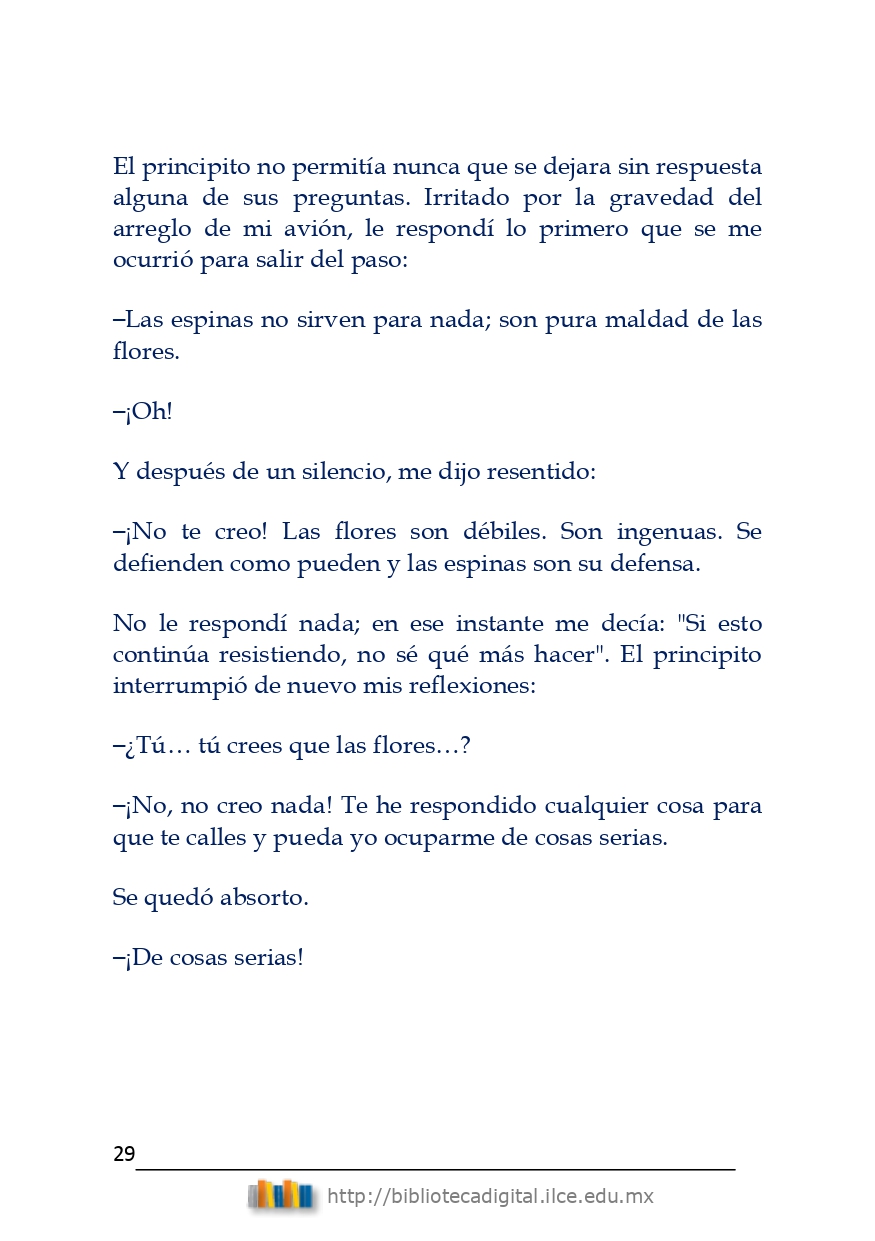 El principito no permitía nunca que se dejara sin respuesta
alguna de sus preguntas. Irritado por la gravedad del
arreglo de mi avión, le respondí lo primero que se me
ocurrió para salir del paso:
–Las espinas no sirven para nada; son pura maldad de las
flores.
–¡Oh!
Y después de un silencio, me dijo resentido:
–¡No te creo! Las flores son débiles. Son ingenuas. Se
defienden como pueden y las espinas son su defensa.
No le respondí nada; en ese instante me decía: "Si esto
continúa resistiendo, no sé qué más hacer". El principito
interrumpió de nuevo mis reflexiones:
–¿Tú… tú crees que las flores…?
–¡No, no creo nada! Te he respondido cualquier cosa para
que te calles y pueda yo ocuparme de cosas serias.
Se quedó absorto.
–¡De cosas serias!
29
http://bibliotecadigital.ilce.edu.mx